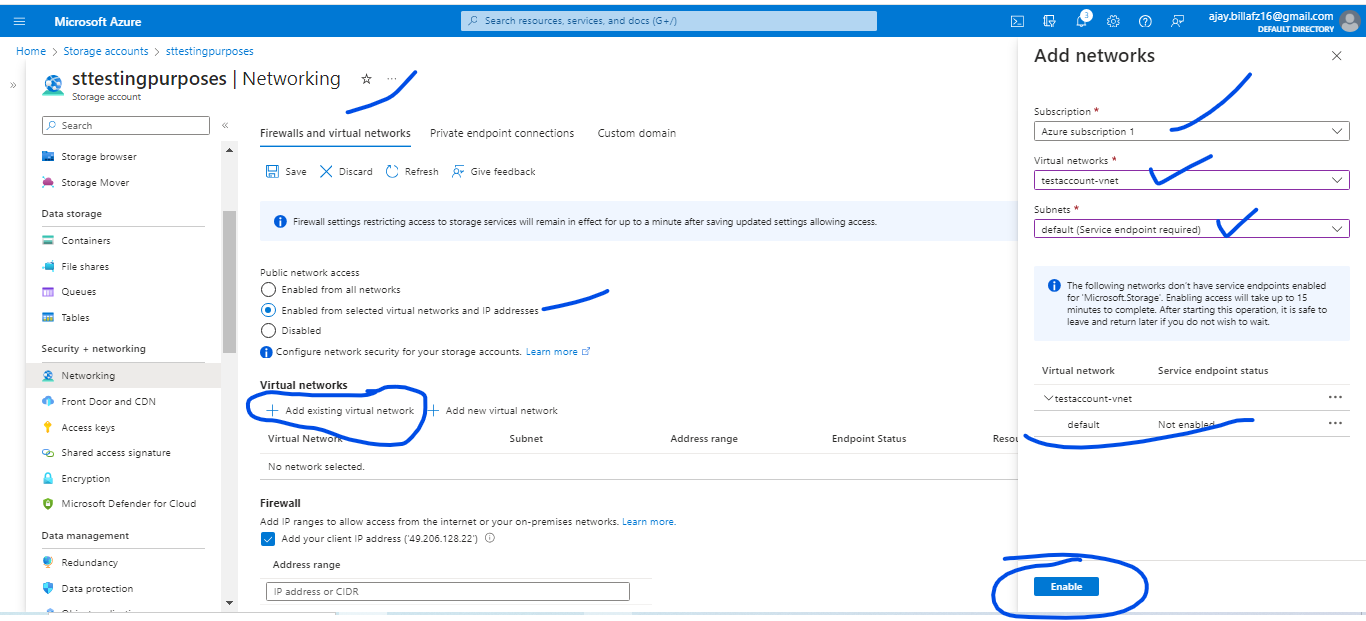 Microsoft Azure
Search resources, services, and docs (G+/)
3
ajay.billafz16@gmail.com
DEFAULT DIRECTORY
Home > Storage accounts > sttestingpurposes
sttestingpurposes | Networking
Storage account
Search
Storage browser
Storage Mover
Data storage
Containers
File shares
Queues
Tables
Security + networking
Networking
Front Door and CDN
Access keys
Shared access signature
Encryption
Microsoft Defender for Cloud
Data management
Redundancy
Data protection
Firewalls and virtual networks
Private endpoint connections
Custom domain
Save
Discard
Refresh
Give feedback
Firewall settings restricting access to storage services will remain in effect for up to a minute after saving updated settings allowing access.
Public network access
Enabled from all networks
Enabled from selected virtual networks and IP addresses
Disabled
Configure network security for your storage accounts. Learn more
Virtual networks
+ Add existing virtual network + Add new virtual network
Virtual Network Subnet Address range Endpoint Status Resou
No network selected.
Firewall
Add IP ranges to allow access from the internet or your on-premises networks. Learn more.
Add your client IP address ('49.206.128.22')
Address range
IP address or CIDR
Add networks
Subscription *
Azure subscription 1
Virtual networks *
testaccount-vnet
Subnets *
default (Service endpoint required)
The following networks don't have service endpoints enabled
for 'Microsoft.Storage'. Enabling access will take up to 15
minutes to complete. After starting this operation, it is safe to
leave and return later if you do not wish to wait.
Virtual network Service endpoint status
testaccount-vnet
default Not enabled
Enable